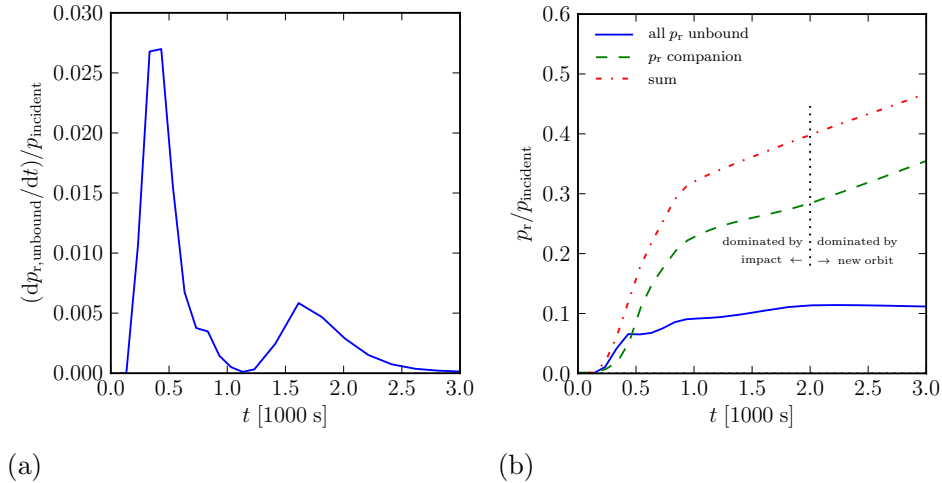 0.030
0.025
0.020
0.015
0.010
0.005
0.000
(dp_r,unbound/dt)/p_incident
0.0 0.5 1.0 1.5 2.0 2.5 3.0
t [1000 s]
(a)
0.6
0.5
0.4
0.3
0.2
0.1
0.0
p_r/p_incident
all p_r unbound
p_r companion
sum
dominated by
impact ←
dominated by
→ new orbit
0.0 0.5 1.0 1.5 2.0 2.5 3.0
t [1000 s]
(b)